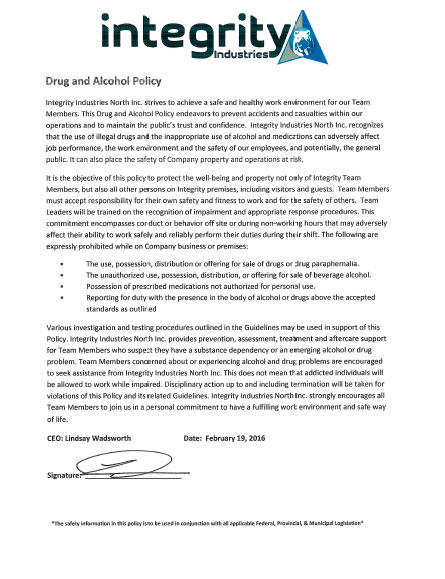 integrity
Industries
Drug and Alcohol Policy
Integrity Industries North Inc. strives to achieve a safe and healthy work environment for our Team
Members. This Drug and Alcohol Policy endeavors to prevent accidents and casualties within our
operations and to maintain the public's trust and confidence. Integrity Industries North Inc. recognizes
that the use of illegal drugs and the inappropriate use of alcohol and medications can adversely affect
job performance, the work environment and the safety of our employees, and potentially, the general
public. It can also place the safety of Company property and operations at risk.
It is the objective of this policy to protect the well-being and property not only of Integrity Team
Members, but also all other persons on Integrity premises, including visitors and guests. Team Members
must accept responsibility for their own safety and fitness to work and for the safety of others. Team
Leaders will be trained on the recognition of impairment and appropriate response procedures. This
commitment encompasses conduct or behavior off site or during non-working hours that may adversely
affect their ability to work safely and reliably perform their duties during their shift. The following are
expressly prohibited while on Company business or premises:
• The use, possession, distribution or offering for sale of drugs or drug paraphernalia.
• The unauthorized use, possession, distribution, or offering for sale of beverage alcohol.
• Possession of prescribed medications not authorized for personal use.
• Reporting for duty with the presence in the body of alcohol or drugs above the accepted
standards as outlined
Various investigation and testing procedures outlined in the Guidelines may be used in support of this
Policy. Integrity Industries North Inc. provides prevention, assessment, treatment and aftercare support
for Team Members who suspect they have a substance dependency or an emerging alcohol or drug
problem. Team Members concerned about or experiencing alcohol and drug problems are encouraged
to seek assistance from Integrity Industries North Inc. This does not mean that addicted individuals will
be allowed to work while impaired. Disciplinary action up to and including termination will be taken for
violations of this Policy and its related Guidelines. Integrity Industries North Inc. strongly encourages all
Team Members to join us in a personal commitment to have a fulfilling work environment and safe way
of life.
CEO: Lindsay Wadsworth Date: February 19, 2016
Signature:
*The safety information in this policy is to be used in conjunction with all applicable Federal, Provincial, & Municipal Legislation*